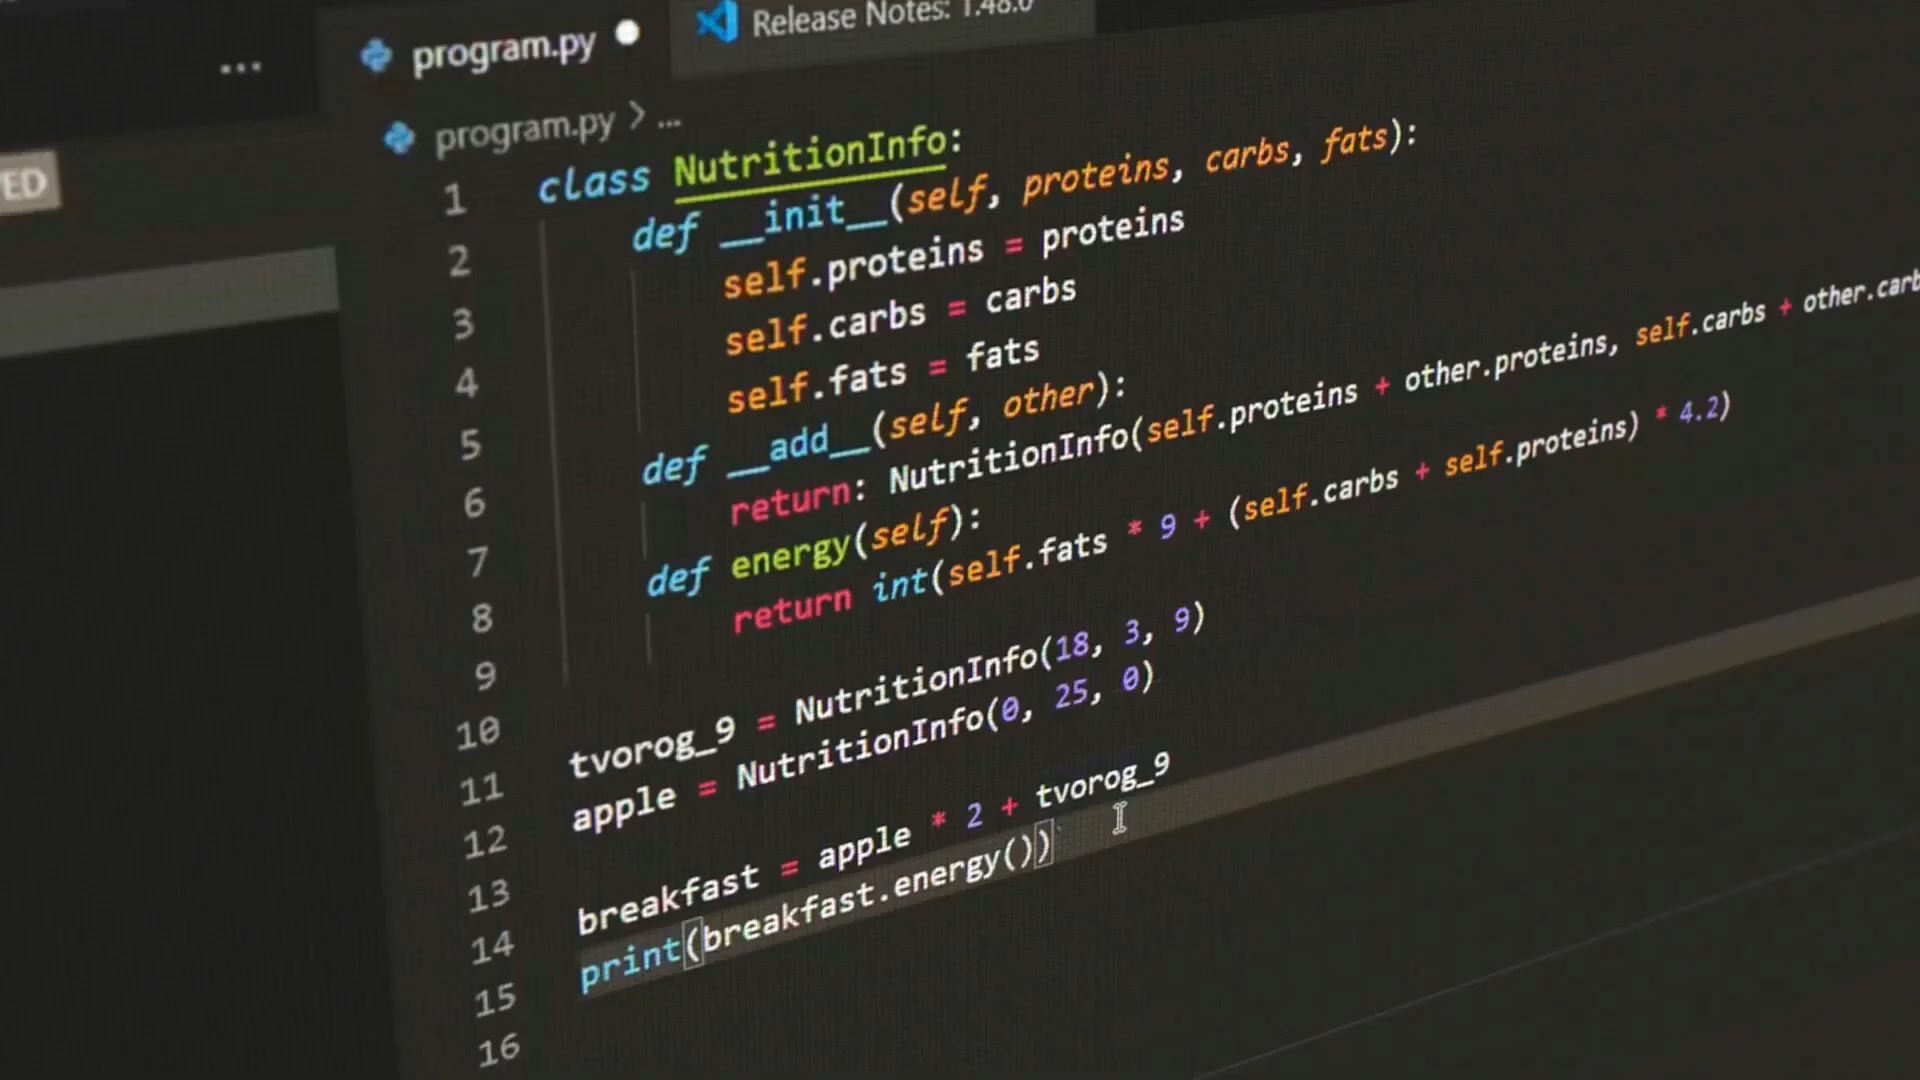 program.py
Release Notes: 1.48.0
program.py > ...
ED
1 class NutritionInfo:
2 def __init__(self, proteins, carbs, fats):
3 self.proteins = proteins
4 self.carbs = carbs
5 self.fats = fats
6 def __add__(self, other):
7 return: NutritionInfo(self.proteins + other.proteins, self.carbs + other.carb
8 def energy(self):
9 return int(self.fats * 9 + (self.carbs + self.proteins) * 4.2)
10
11 tvorog_9 = NutritionInfo(18, 3, 9)
12 apple = NutritionInfo(0, 25, 0)
13
14 breakfast = apple * 2 + tvorog_9
15 print(breakfast.energy())
16